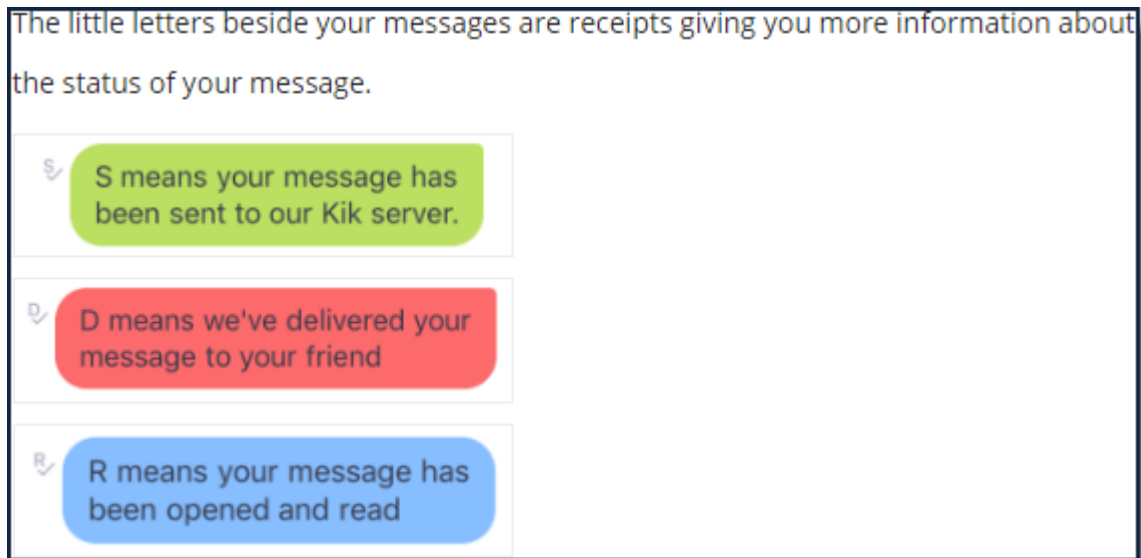 The little letters beside your messages are receipts giving you more information about
the status of your message.
S
S means your message has
been sent to our Kik server.
D
D means we've delivered your
message to your friend
R
R means your message has
been opened and read